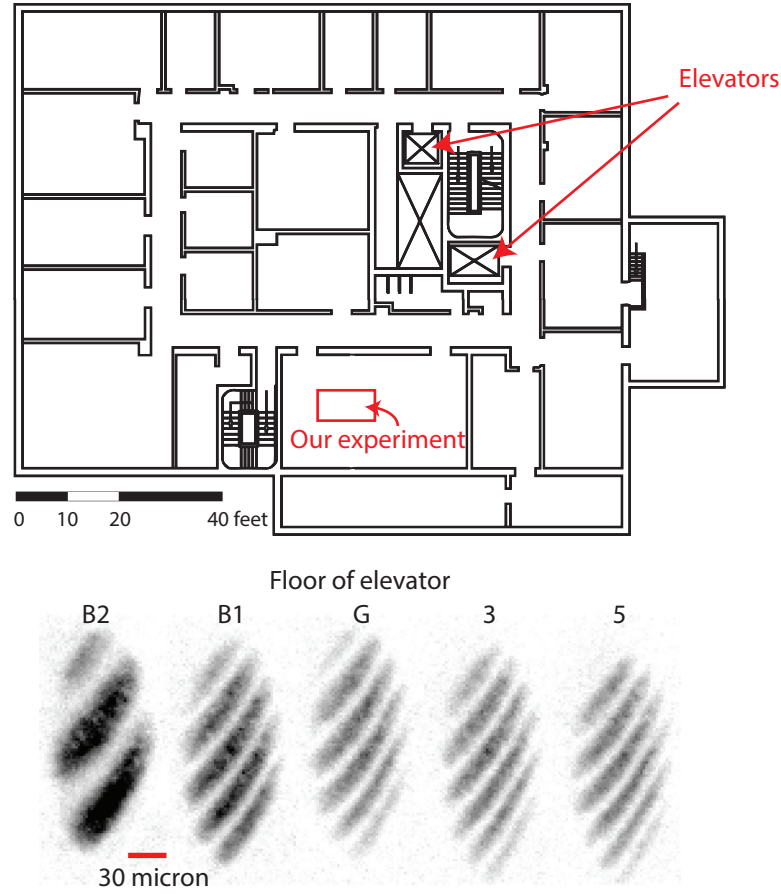 Elevators
Our experiment
0 10 20 40 feet
Floor of elevator
B2 B1 G 3 5
30 micron